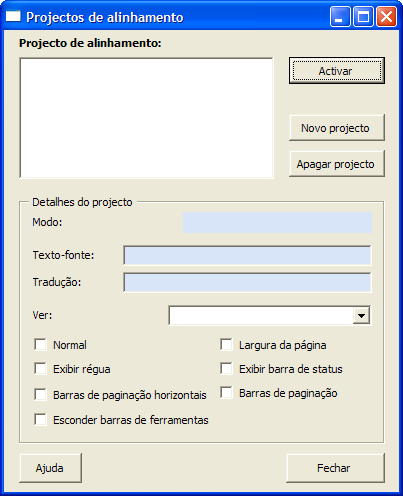 Projectos de alinhamento
Projecto de alinhamento:
Activar
Novo projecto
Apagar projecto
Detalhes do projecto
Modo:
Texto-fonte:
Tradução:
Ver:
Normal
Largura da página
Exibir régua
Exibir barra de status
Barras de paginação horizontais
Barras de paginação
Esconder barras de ferramentas
Ajuda
Fechar